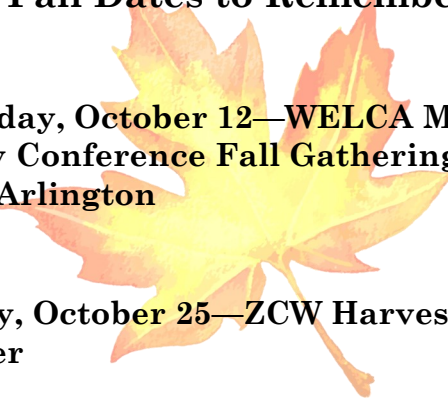 Fall Dates to Remembe
day, October 12—WELCA M
y Conference Fall Gathering
Arlington
y, October 25—ZCW Harves
er